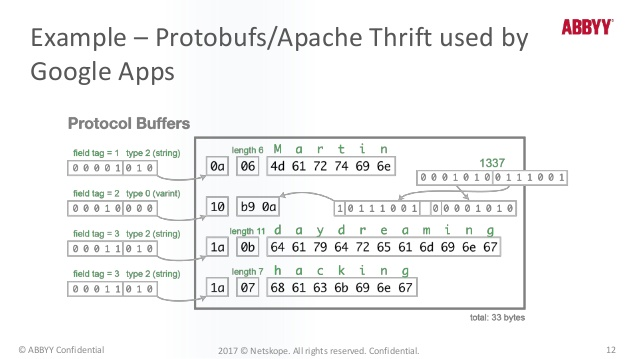 Example – Protobufs/Apache Thrift used by
Google Apps
ABBYY
Protocol Buffers
field tag = 1 type 2 (string)
0 0 0 0 1 0 1 0
length 6
M a r t i n
0a 06 4d 61 72 74 69 6e
1337
0 0 0 1 0 1 0 0 1 1 1 0 0 1
field tag = 2 type 0 (varint)
0 0 0 1 0 0 0 0
10 b9 0a
1 0 1 1 1 0 0 1 0 0 0 0 1 0 1 0
field tag = 3 type 2 (string)
0 0 0 1 1 0 1 0
length 11
d a y d r e a m i n g
1a 0b 64 61 79 64 72 65 61 6d 69 6e 67
field tag = 3 type 2 (string)
0 0 0 1 1 0 1 0
length 7
h a c k i n g
1a 07 68 61 63 6b 69 6e 67
total: 33 bytes
© ABBYY Confidential
2017 © Netskope. All rights reserved. Confidential.
12